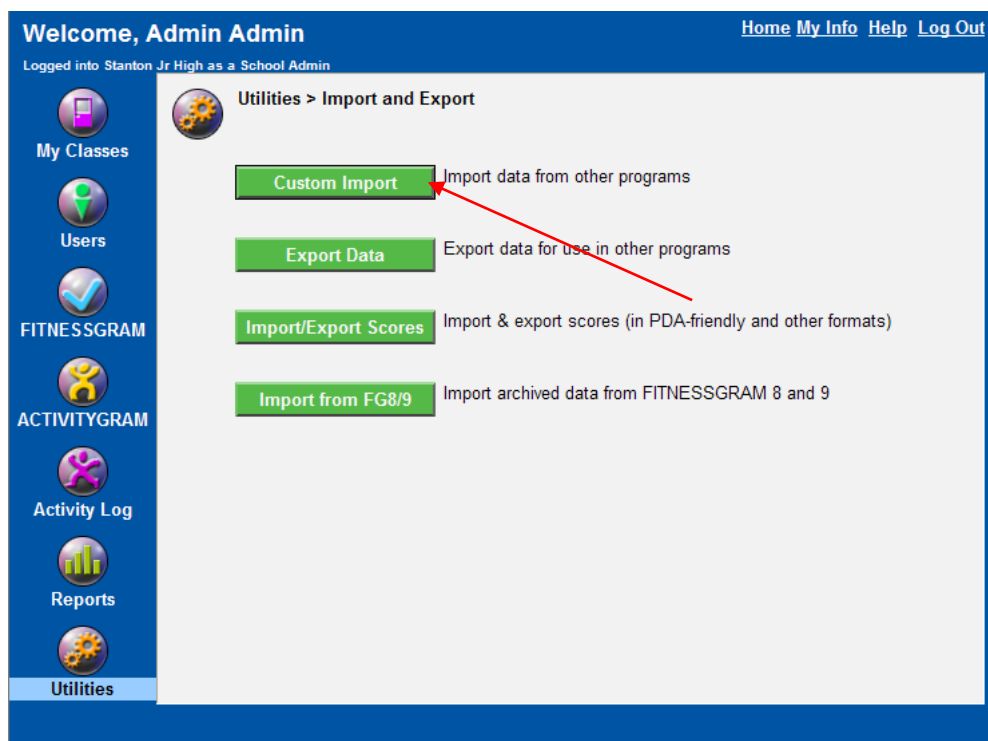 Welcome, Admin Admin
Home My Info Help Log Out
Logged into Stanton Jr High as a School Admin
Utilities > Import and Export
My Classes
Custom Import Import data from other programs
Users
Export Data Export data for use in other programs
FITNESSGRAM
Import/Export Scores Import & export scores (in PDA-friendly and other formats)
ACTIVITYGRAM
Import from FG8/9 Import archived data from FITNESSGRAM 8 and 9
Activity Log
Reports
Utilities